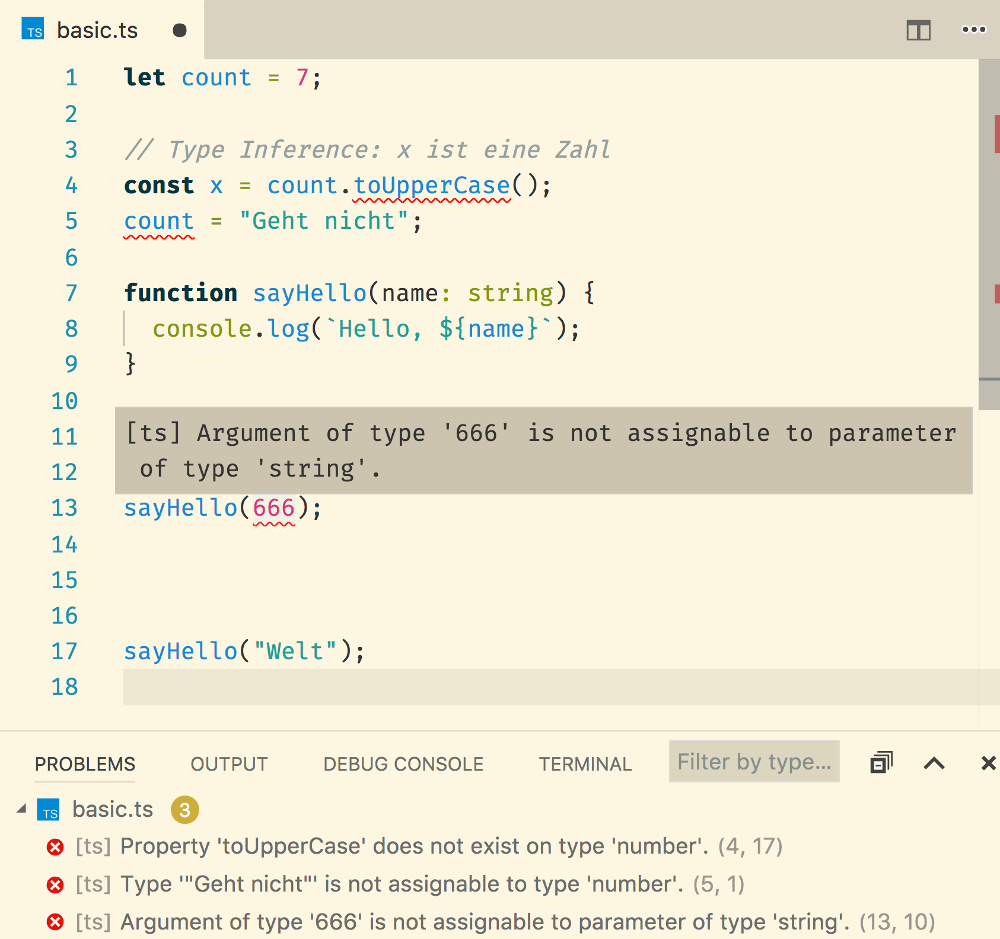 TS basic.ts
1 let count = 7;
2
3 // Type Inference: x ist eine Zahl
4 const x = count.toUpperCase();
5 count = "Geht nicht";
6
7 function sayHello(name: string) {
8 console.log(`Hello, ${name}`);
9 }
10
[ts] Argument of type '666' is not assignable to parameter
11
of type 'string'.
12
13 sayHello(666);
14
15
16
17 sayHello("Welt");
18
PROBLEMS OUTPUT DEBUG CONSOLE TERMINAL Filter by type...
TS basic.ts 3
[ts] Property 'toUpperCase' does not exist on type 'number'. (4, 17)
[ts] Type '"Geht nicht"' is not assignable to type 'number'. (5, 1)
[ts] Argument of type '666' is not assignable to parameter of type 'string'. (13, 10)